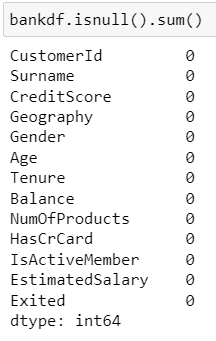 bankdf.isnull().sum()
CustomerId 0
Surname 0
CreditScore 0
Geography 0
Gender 0
Age 0
Tenure 0
Balance 0
NumOfProducts 0
HasCrCard 0
IsActiveMember 0
EstimatedSalary 0
Exited 0
dtype: int64